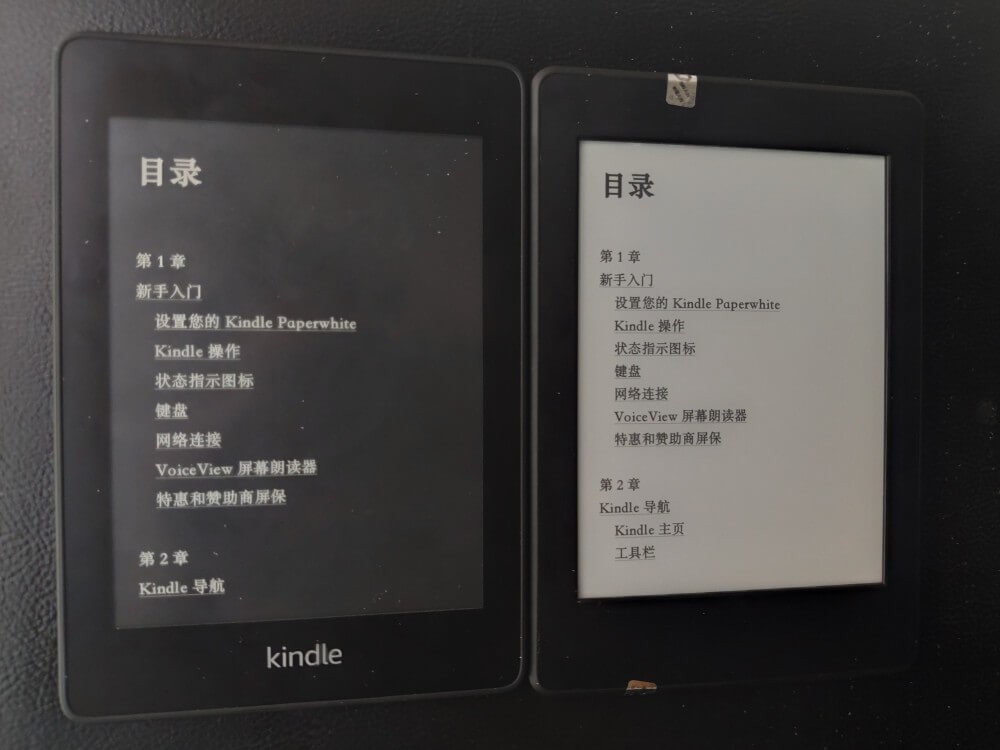 目录
第 1 章
新手入门
设置您的 Kindle Paperwhite
Kindle 操作
状态指示图标
键盘
网络连接
VoiceView 屏幕朗读器
特惠和赞助商屏保
第 2 章
Kindle 导航
kindle
目录
第 1 章
新手入门
设置您的 Kindle Paperwhite
Kindle 操作
状态指示图标
键盘
网络连接
VoiceView 屏幕朗读器
特惠和赞助商屏保
第 2 章
Kindle 导航
Kindle 主页
工具栏